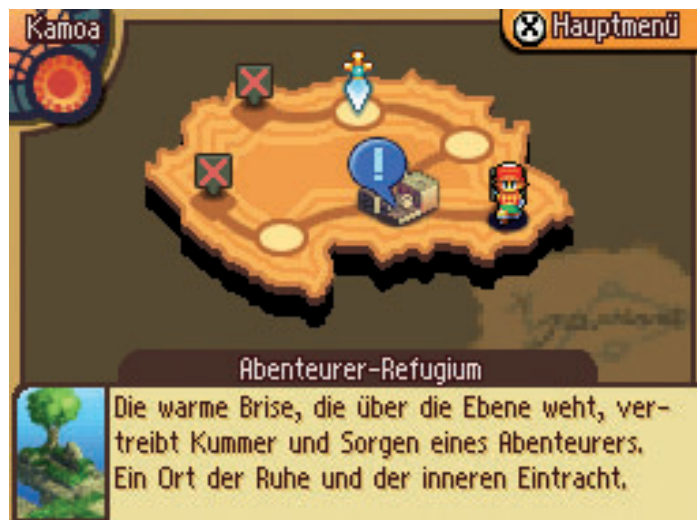 Kamoa
X Hauptmenü
Abenteurer-Refugium
Die warme Brise, die über die Ebene weht, ver-
treibt Kummer und Sorgen eines Abenteurers.
Ein Ort der Ruhe und der inneren Eintracht.